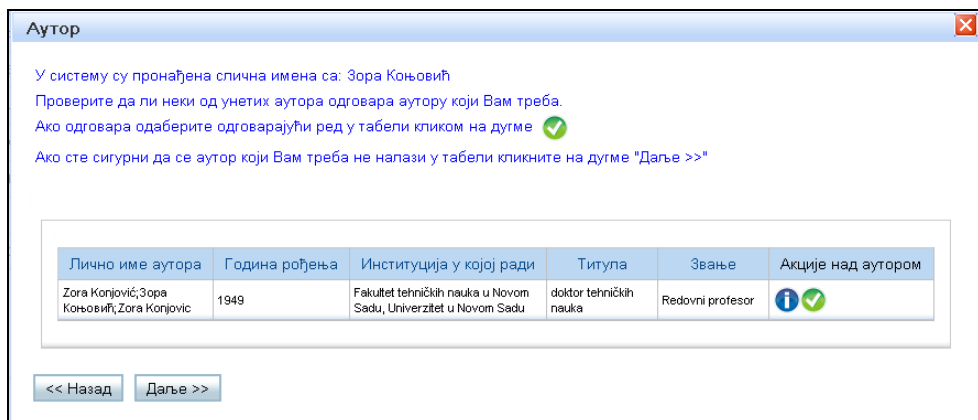 Аутор
У систему су пронађена слична имена са: Зора Коњовић
Проверите да ли неки од унетих аутора одговара аутору који Вам треба.
Ако одговара одаберите одговарајући ред у табели кликом на дугме
Ако сте сигурни да се аутор који Вам треба не налази у табели кликните на дугме "Даље >>"
Лично име аутора Година рођења Институција у којој ради Титула Звање Акције над аутором
Zora Konjović;Зора
Коњовић;Zora Konjovic
1949
Fakultet tehničkih nauka u Novom
Sadu, Univerzitet u Novom Sadu
doktor tehničkih
nauka
Redovni profesor
<< Назад Даље >>